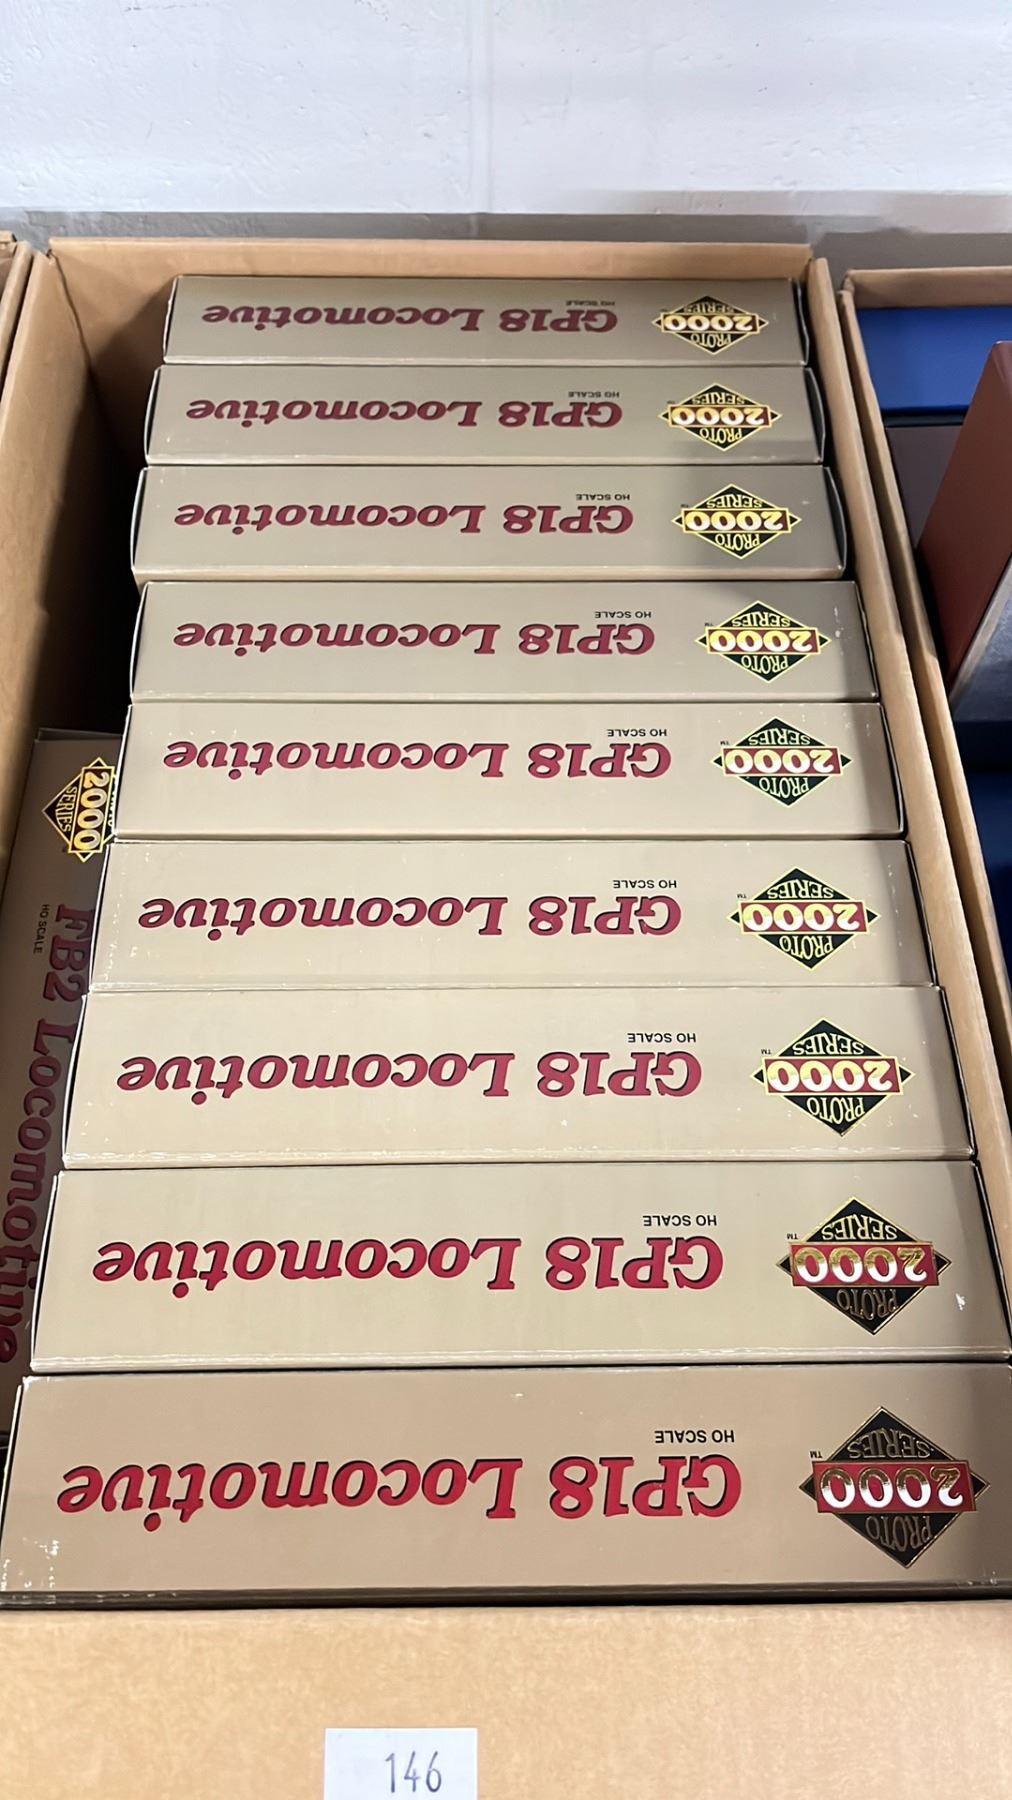 GP18 Locomotive
HO SCALE
PROTO
2000
SERIES
GP18 Locomotive
HO SCALE
PROTO
2000
SERIES
™
GP18 Locomotive
HO SCALE
PROTO
2000
SERIES
™
GP18 Locomotive
HO SCALE
PROTO
2000
SERIES
™
GP18 Locomotive
HO SCALE
PROTO
2000
SERIES
™
GP18 Locomotive
HO SCALE
PROTO
2000
SERIES
™
GP18 Locomotive
HO SCALE
PROTO
2000
SERIES
™
GP18 Locomotive
HO SCALE
PROTO
2000
SERIES
™
GP18 Locomotive
HO SCALE
PROTO
2000
SERIES
™
2000
SERIES
FB2 Locomotive
HO SCALE
146